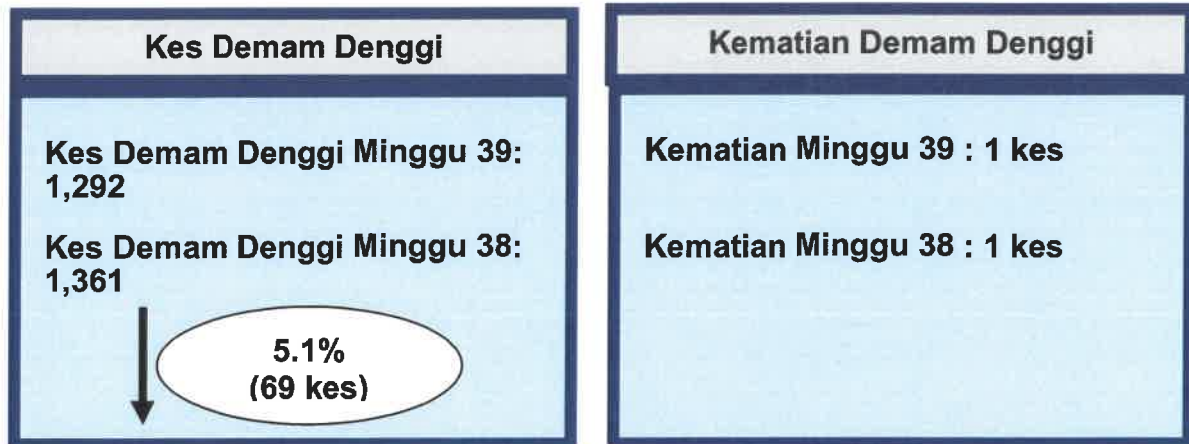 Kes Demam Denggi
Kes Demam Denggi Minggu 39:
1,292
Kes Demam Denggi Minggu 38:
1,361
5.1%
(69 kes)
Kematian Demam Denggi
Kematian Minggu 39 : 1 kes
Kematian Minggu 38 : 1 kes